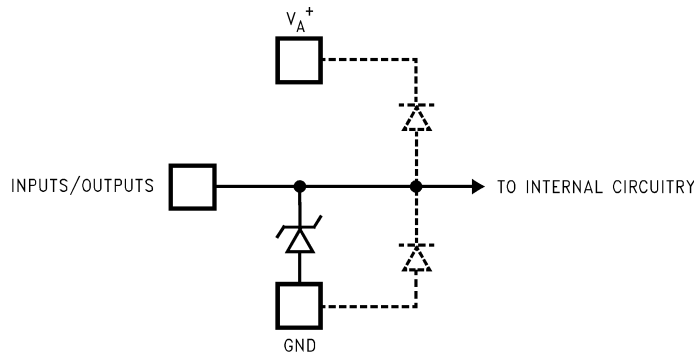 VA+
INPUTS/OUTPUTS
TO INTERNAL CIRCUITRY
GND